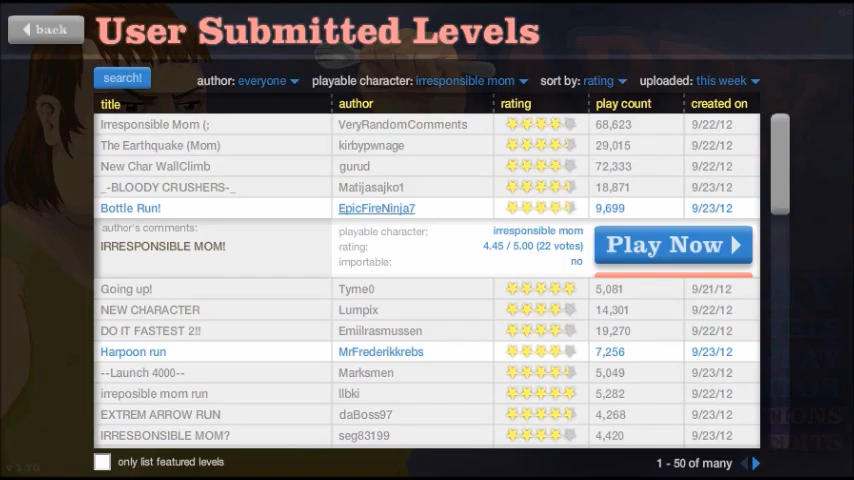 back User Submitted Levels
search! author: everyone playable character: irresponsible mom sort by: rating uploaded: this week
title author rating play count created on
Irresponsible Mom (; VeryRandomComments 68,623 9/22/12
The Earthquake (Mom) kirbypwnage 29,015 9/22/12
New Char WallClimb gurud 72,333 9/22/12
_-BLOODY CRUSHERS-_ Matijasajko1 18,871 9/23/12
Bottle Run! EpicFireNinja7 9,699 9/23/12
author's comments: playable character: irresponsible mom Play Now
IRRESPONSIBLE MOM! rating: 4.45 / 5.00 (22 votes)
importable: no
Going up! Tyme0 5,081 9/21/12
NEW CHARACTER Lumpix 14,301 9/22/12
DO IT FASTEST 2!! Emiilrasmussen 19,270 9/22/12
Harpoon run MrFrederikkrebs 7,256 9/23/12
--Launch 4000-- Marksmen 5,049 9/22/12
irreposible mom run llbki 5,282 9/22/12
EXTREM ARROW RUN daBoss97 4,268 9/23/12
IRRESBONSIBLE MOM? seg83199 4,420 9/23/12
only list featured levels 1 - 50 of many